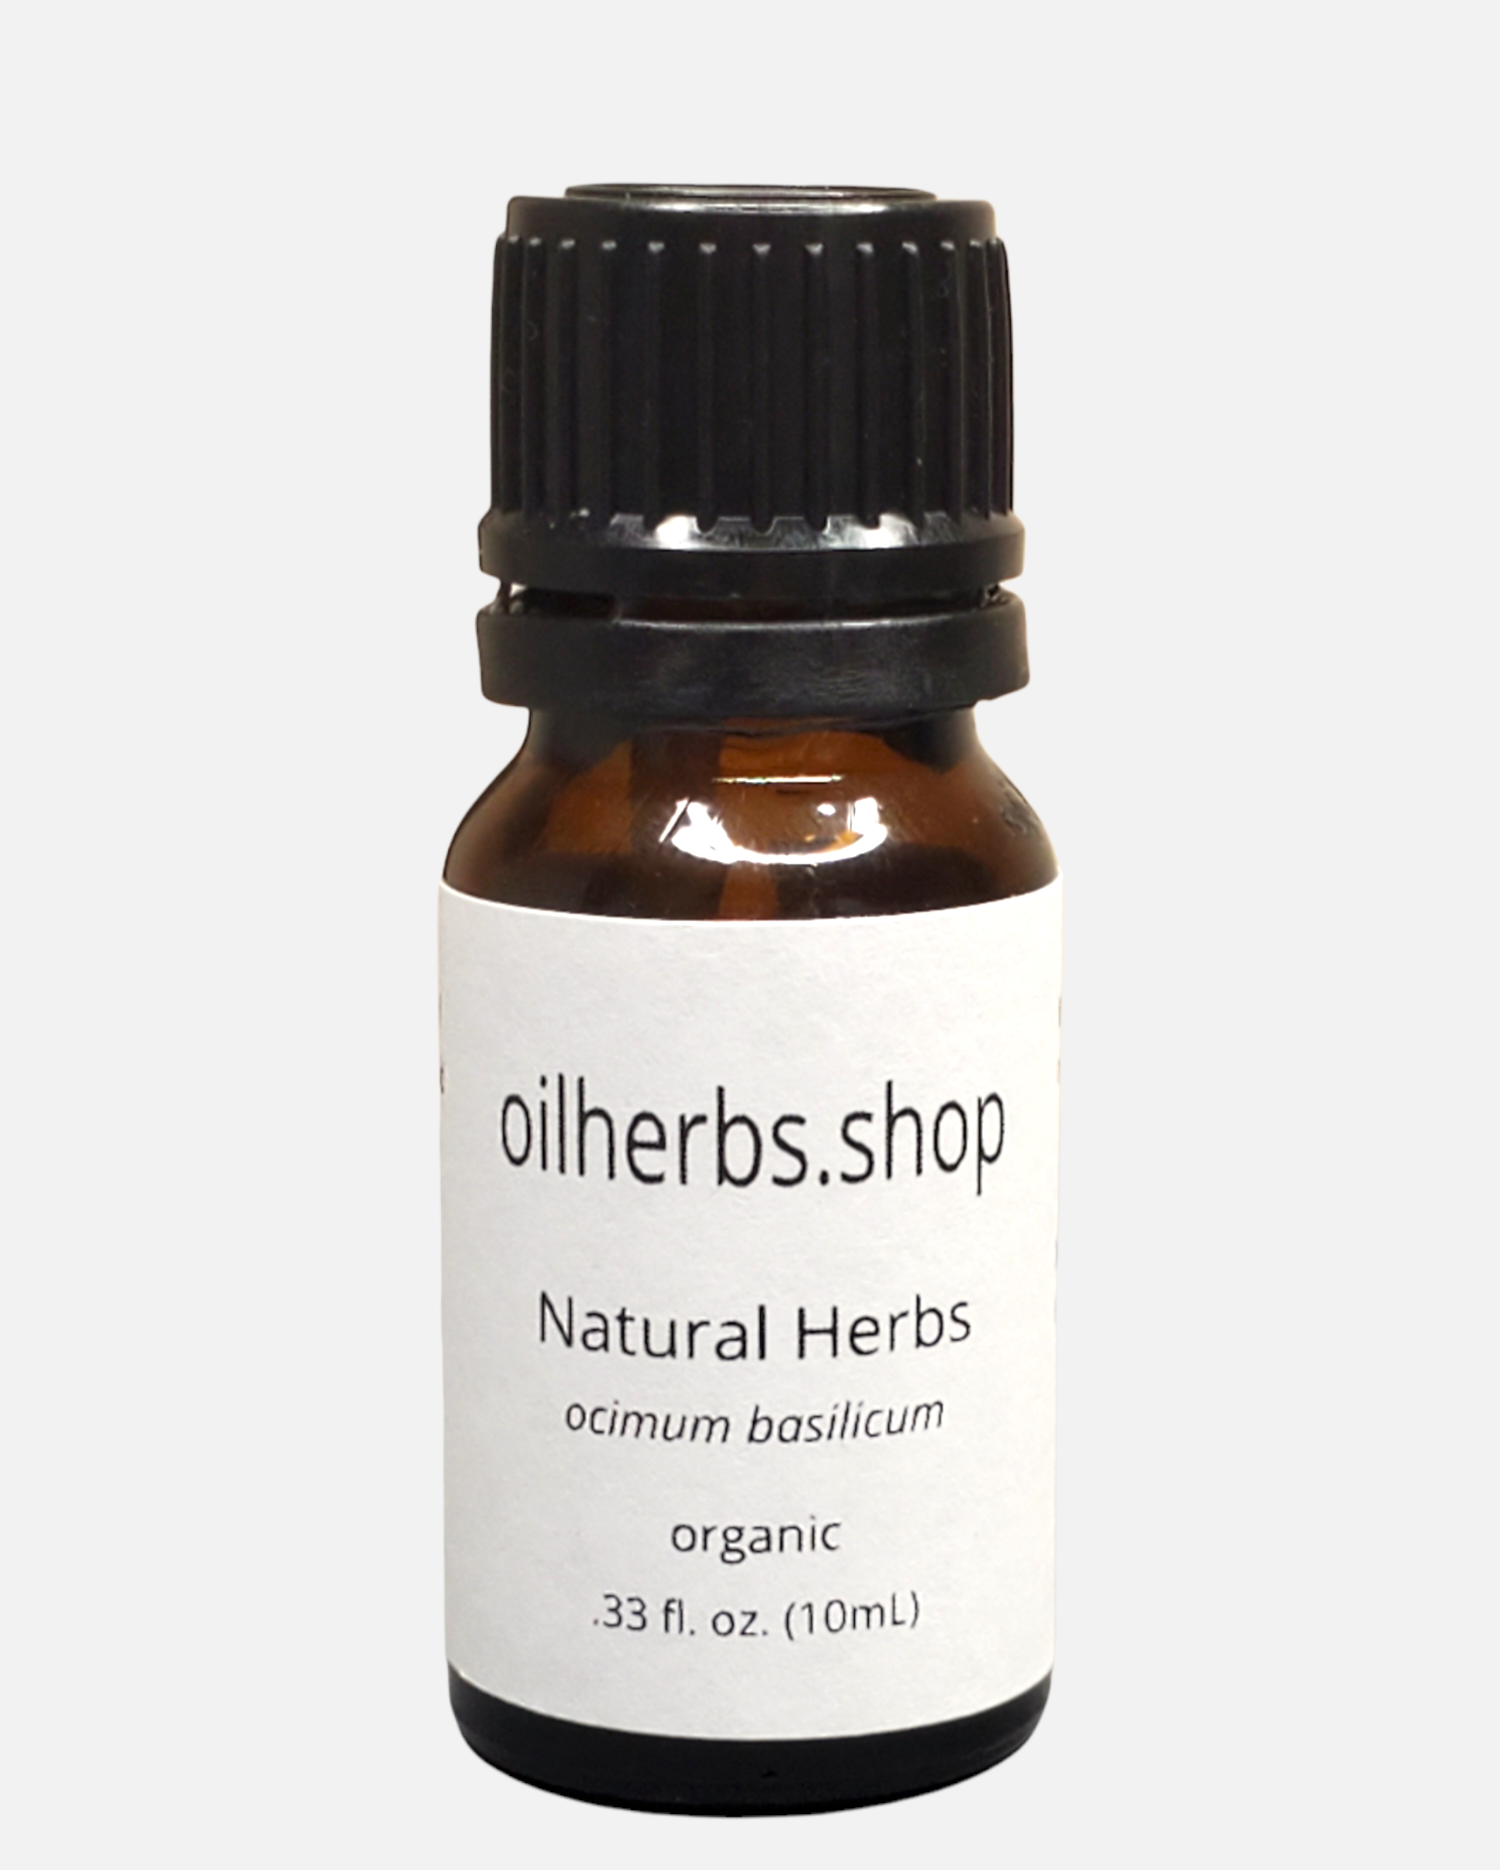 oilherbs.shop
Natural Herbs
ocimum basilicum
organic
.33 fl. oz. (10mL)